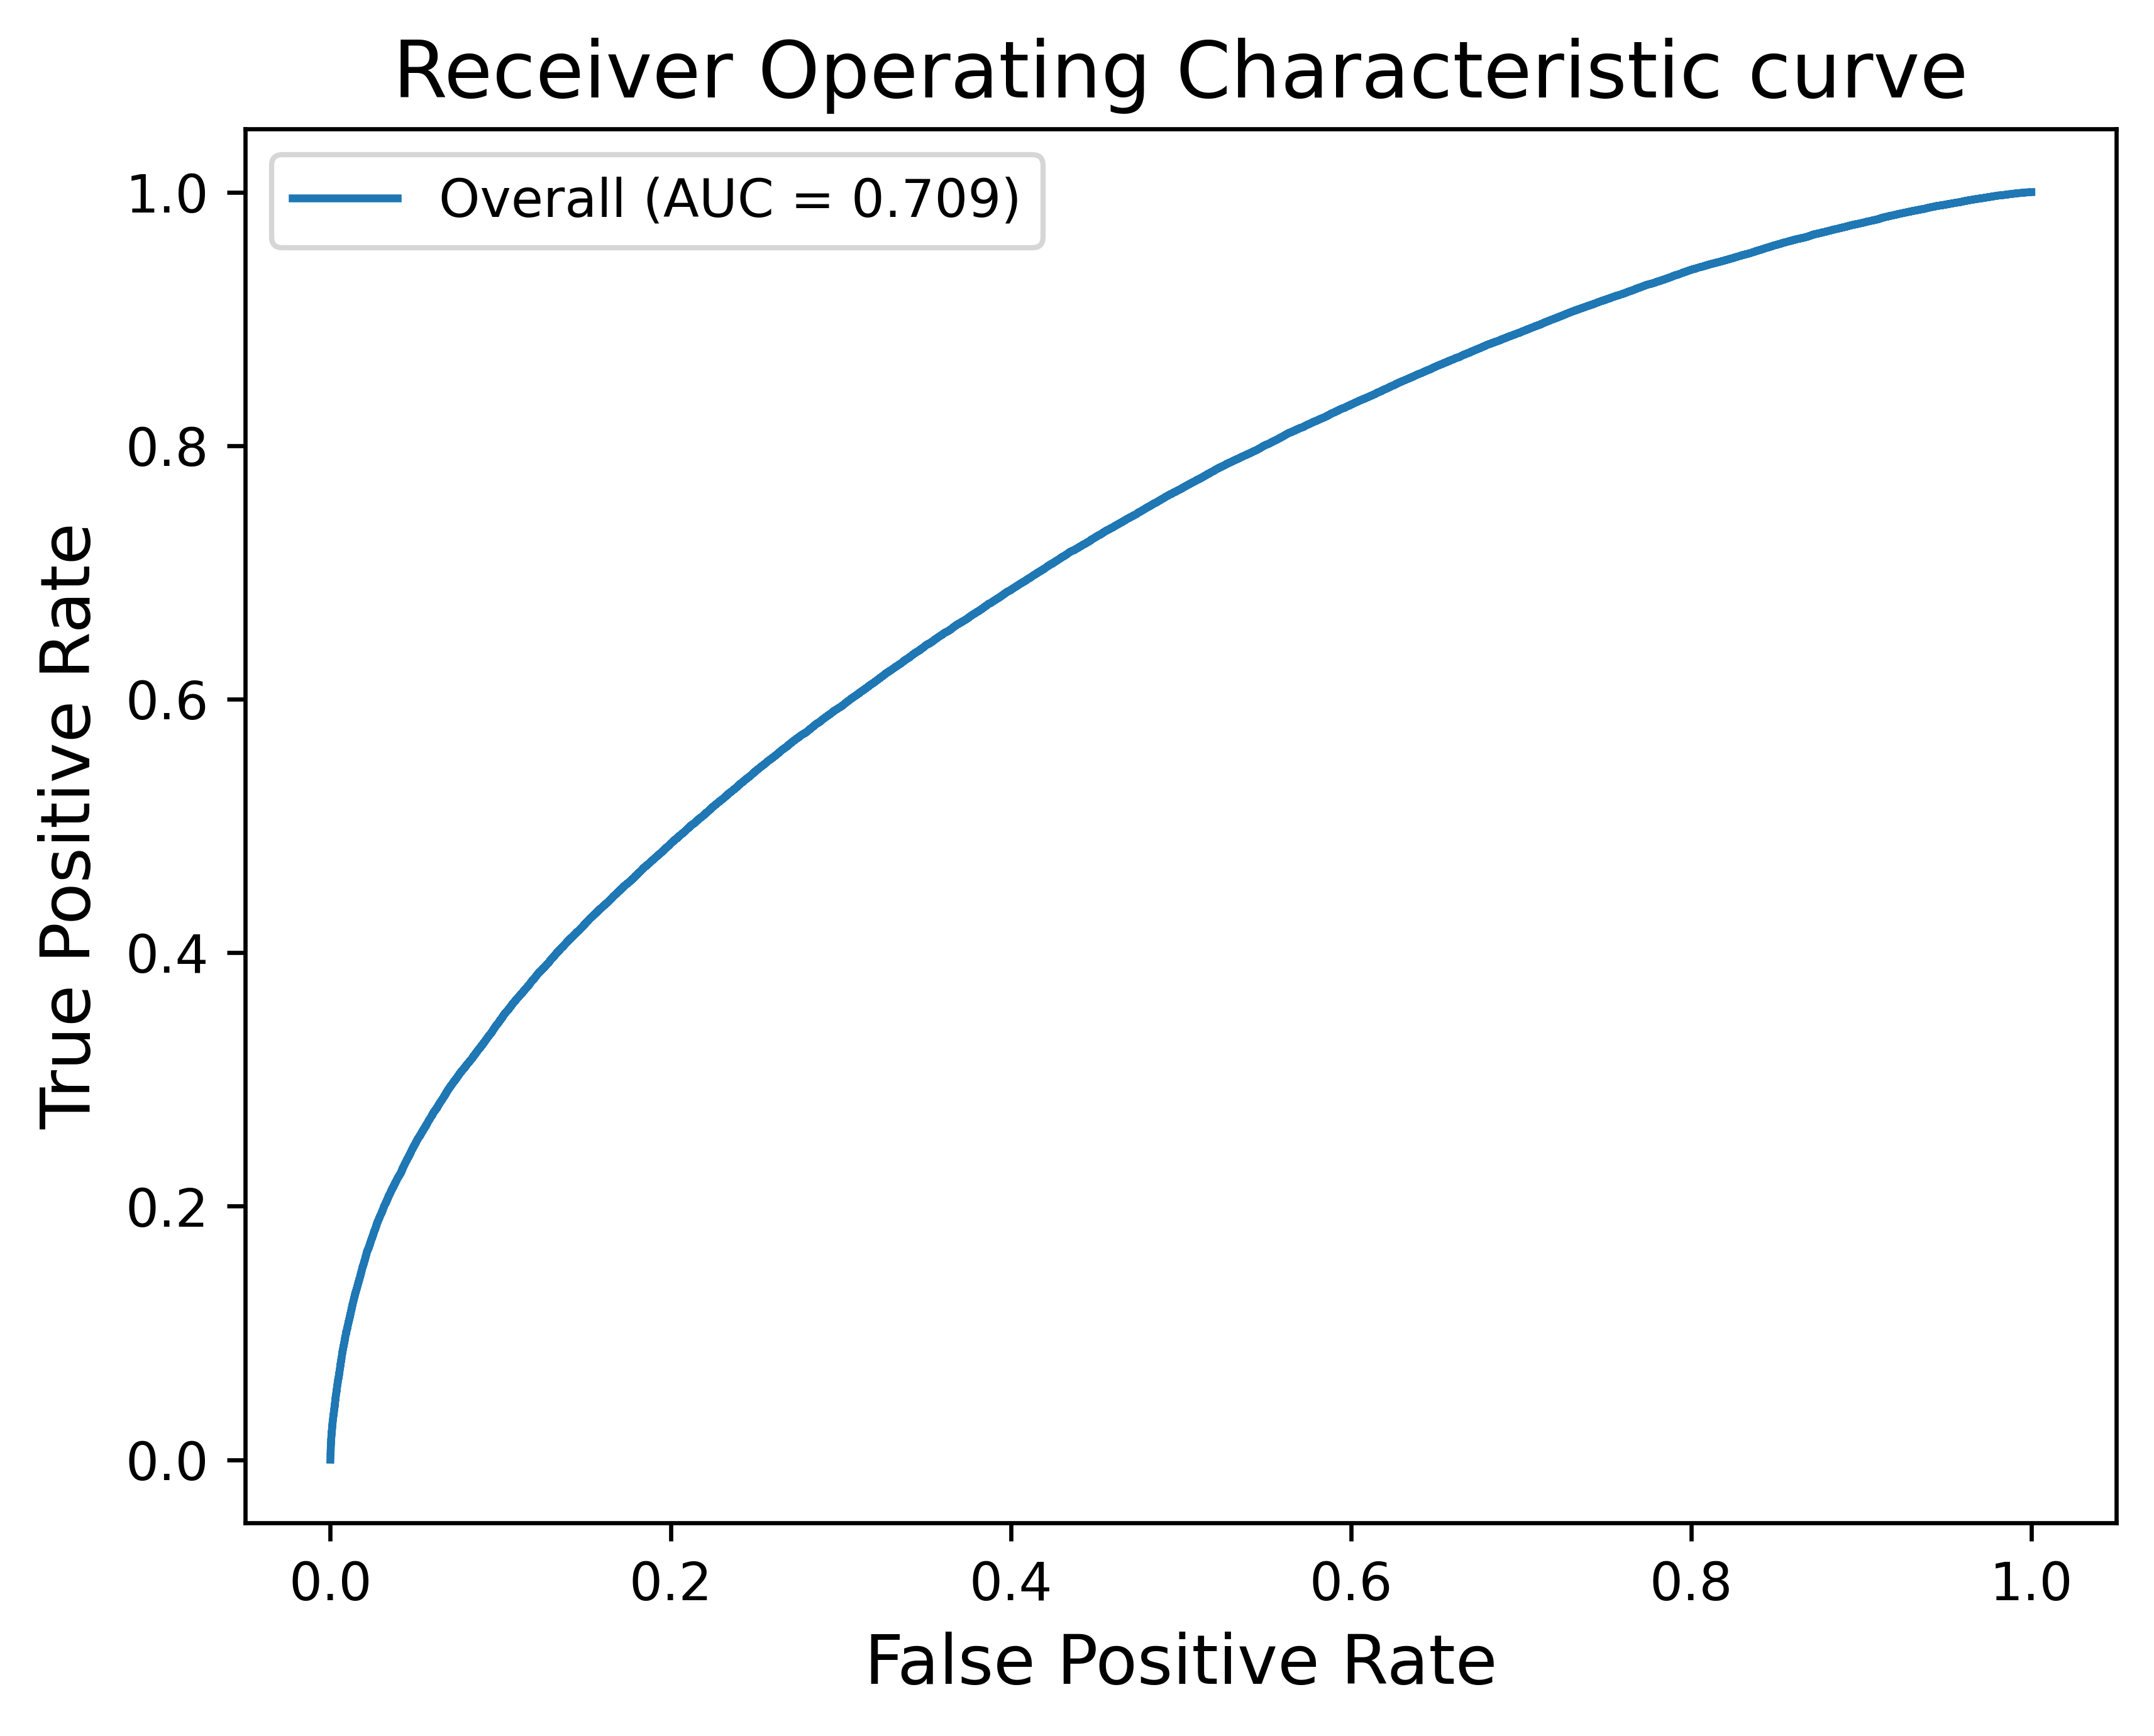 Receiver Operating Characteristic curve
Overall (AUC = 0.709)
1.0
0.8
0.6
0.4
0.2
0.0
True Positive Rate
0.0 0.2 0.4 0.6 0.8 1.0
False Positive Rate